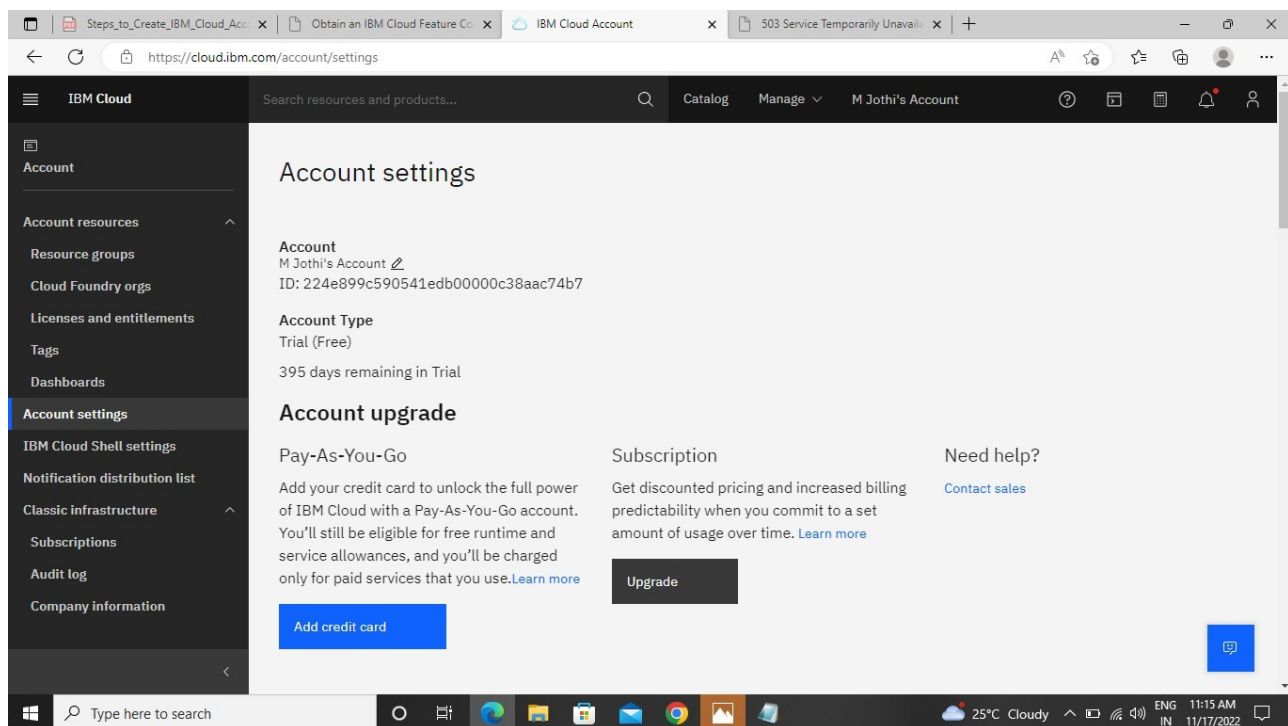 Steps_to_Create_IBM_Cloud_Acc
Obtain an IBM Cloud Feature Co
IBM Cloud Account
503 Service Temporarily Unavaila
https://cloud.ibm.com/account/settings
IBM Cloud
Search resources and products...
Catalog
Manage
M Jothi's Account
Account
Account resources
Resource groups
Cloud Foundry orgs
Licenses and entitlements
Tags
Dashboards
Account settings
IBM Cloud Shell settings
Notification distribution list
Classic infrastructure
Subscriptions
Audit log
Company information
Account settings
Account
M Jothi's Account
ID: 224e899c590541edb00000c38aac74b7
Account Type
Trial (Free)
395 days remaining in Trial
Account upgrade
Pay-As-You-Go
Add your credit card to unlock the full power
of IBM Cloud with a Pay-As-You-Go account.
You'll still be eligible for free runtime and
service allowances, and you'll be charged
only for paid services that you use.Learn more
Add credit card
Subscription
Get discounted pricing and increased billing
predictability when you commit to a set
amount of usage over time. Learn more
Upgrade
Need help?
Contact sales
Type here to search
25°C Cloudy
ENG
IN
11:15 AM
11/17/2022